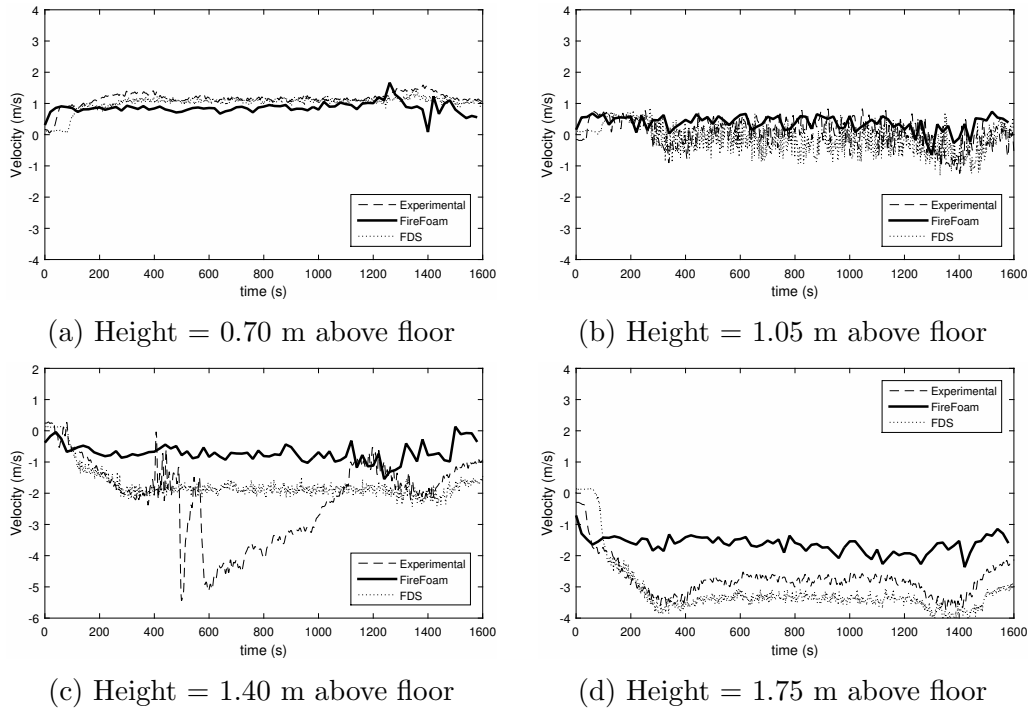 4
3
2
1
0
-1
-2
-3
-4
Velocity (m/s)
0 200 400 600 800 1000 1200 1400 1600
time (s)
Experimental
FireFoam
FDS
(a) Height = 0.70 m above floor
4
3
2
1
0
-1
-2
-3
-4
Velocity (m/s)
0 200 400 600 800 1000 1200 1400 1600
time (s)
Experimental
FireFoam
FDS
(b) Height = 1.05 m above floor
2
1
0
-1
-2
-3
-4
-5
-6
Velocity (m/s)
0 200 400 600 800 1000 1200 1400 1600
time (s)
Experimental
FireFoam
FDS
(c) Height = 1.40 m above floor
4
3
2
1
0
-1
-2
-3
-4
Velocity (m/s)
0 200 400 600 800 1000 1200 1400 1600
time (s)
Experimental
FireFoam
FDS
(d) Height = 1.75 m above floor